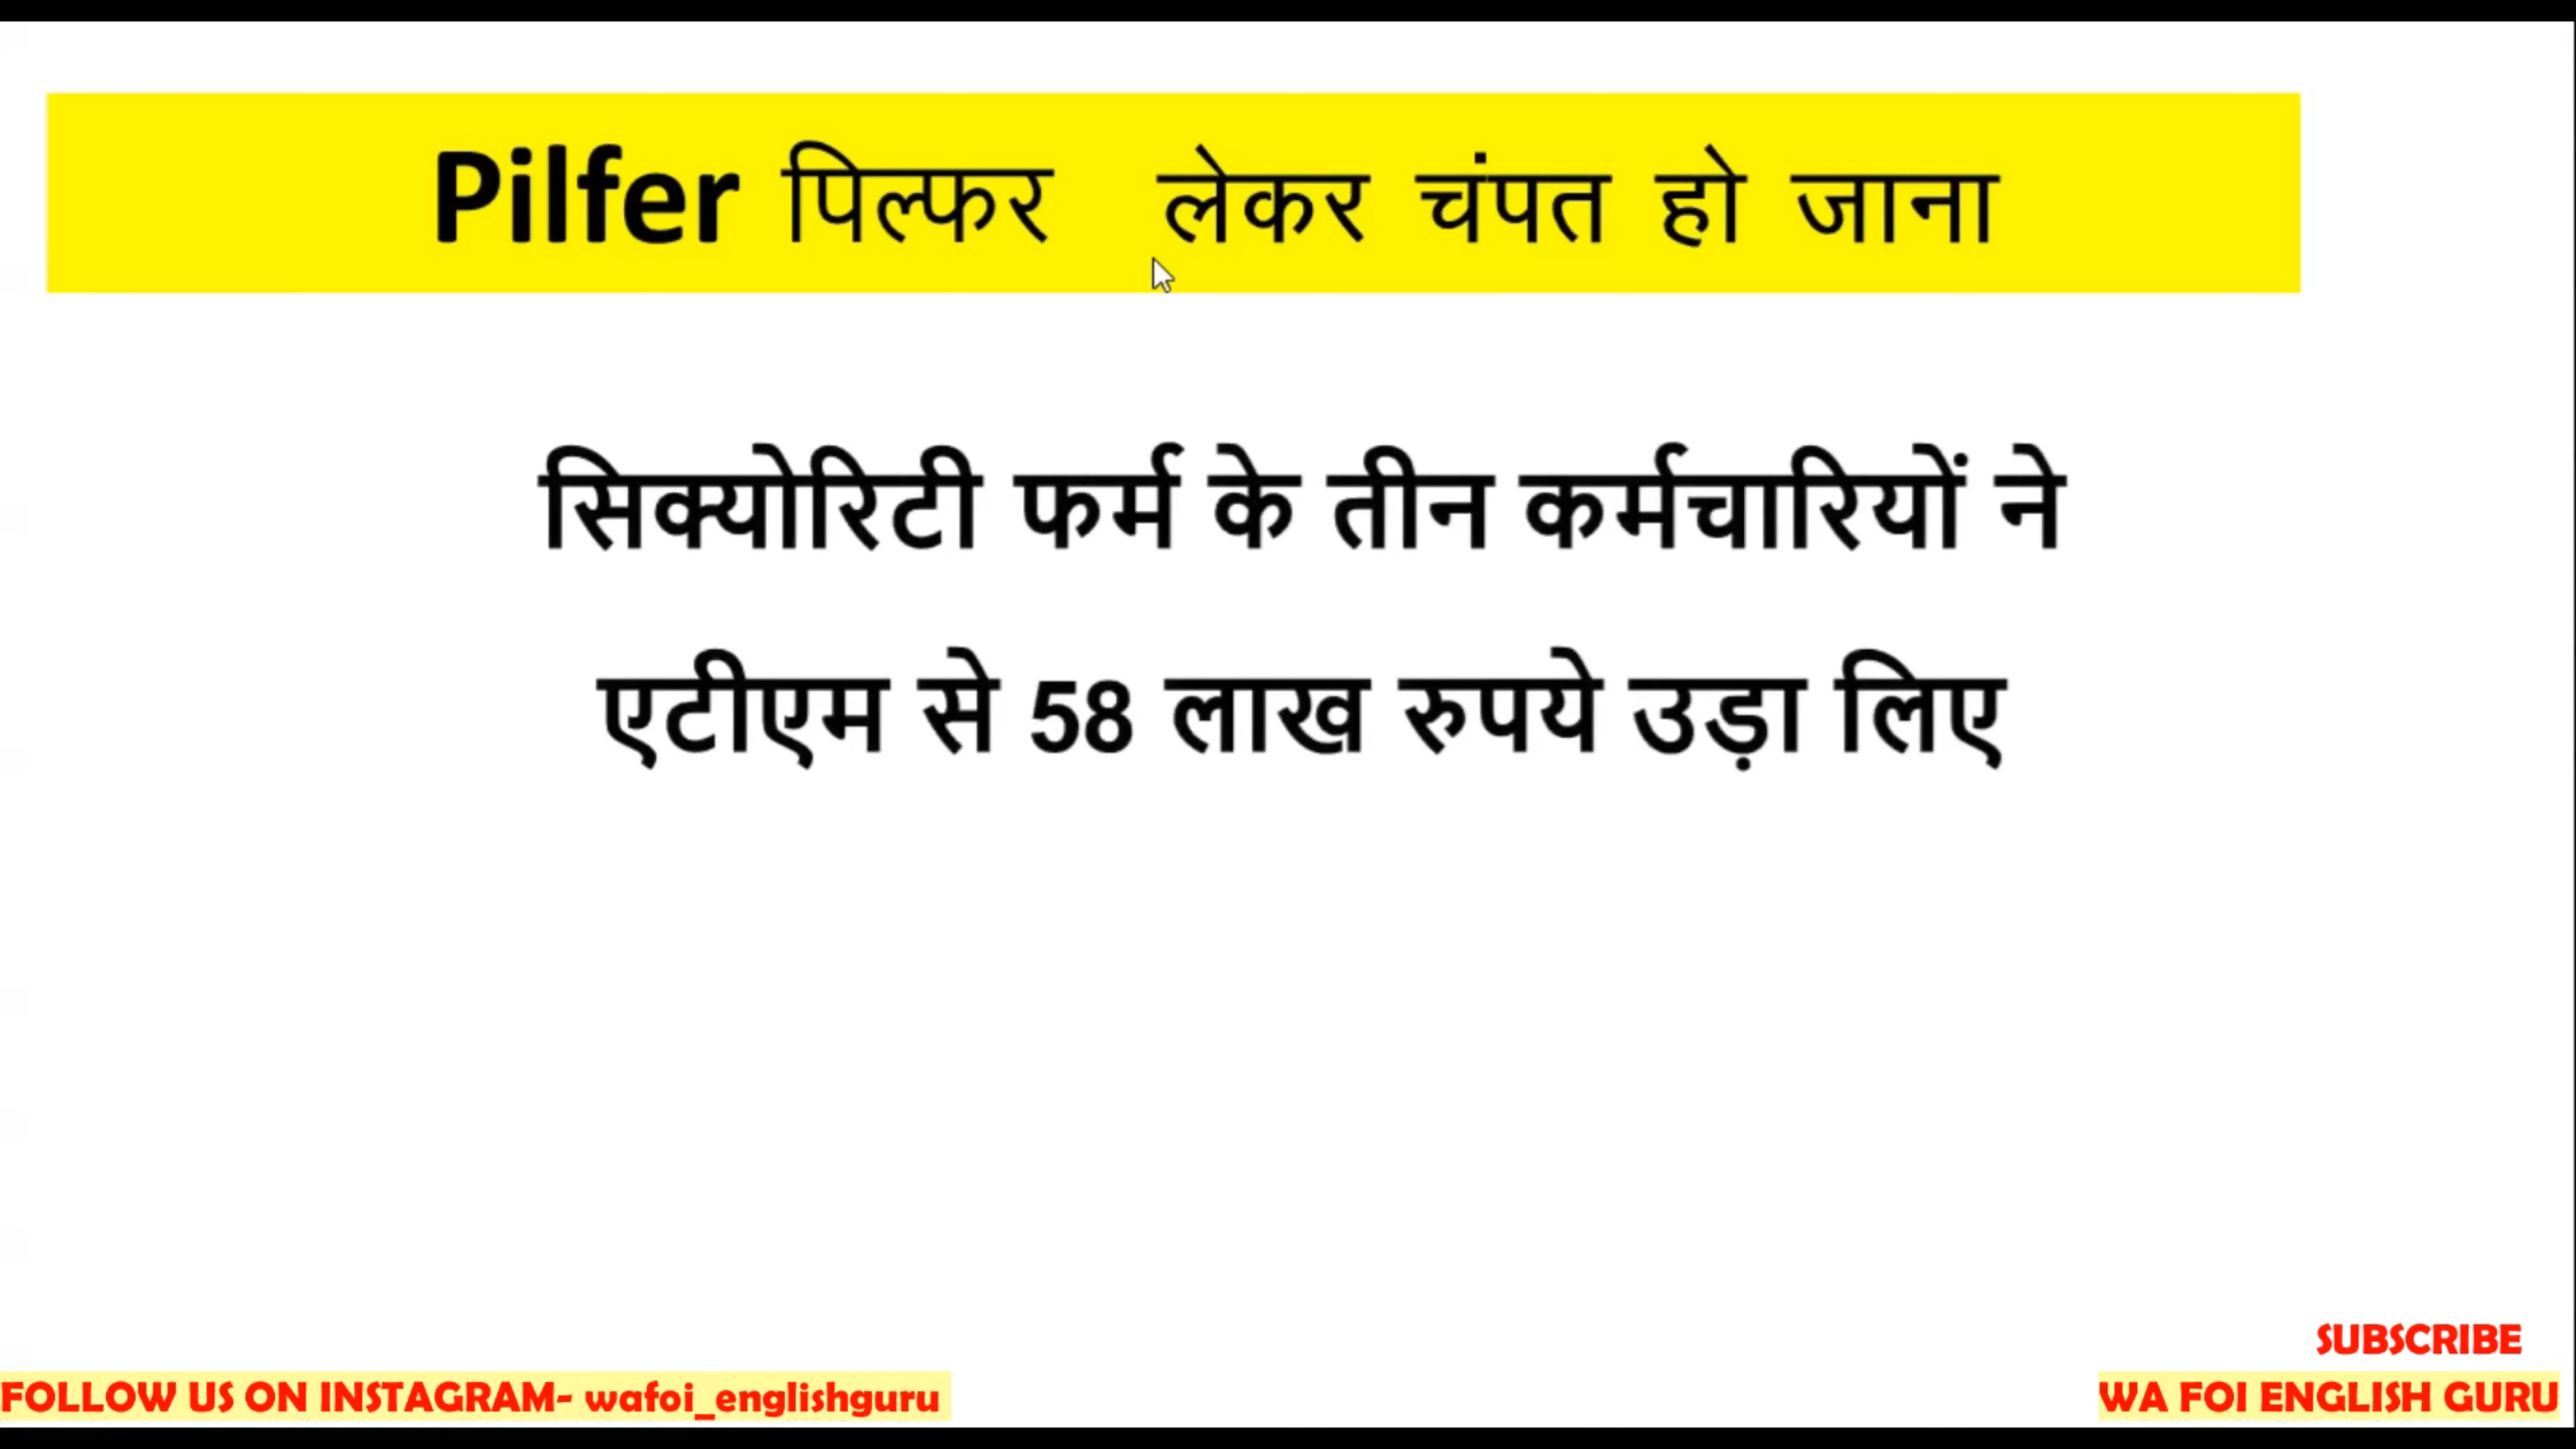 Pilfer पिल्फर लेकर चंपत हो जाना
सिक्योरिटी फर्म के तीन कर्मचारियों ने
एटीएम से 58 लाख रुपये उड़ा लिए
SUBSCRIBE
FOLLOW US ON INSTAGRAM- wafoi_englishguru
WA FOI ENGLISH GURU